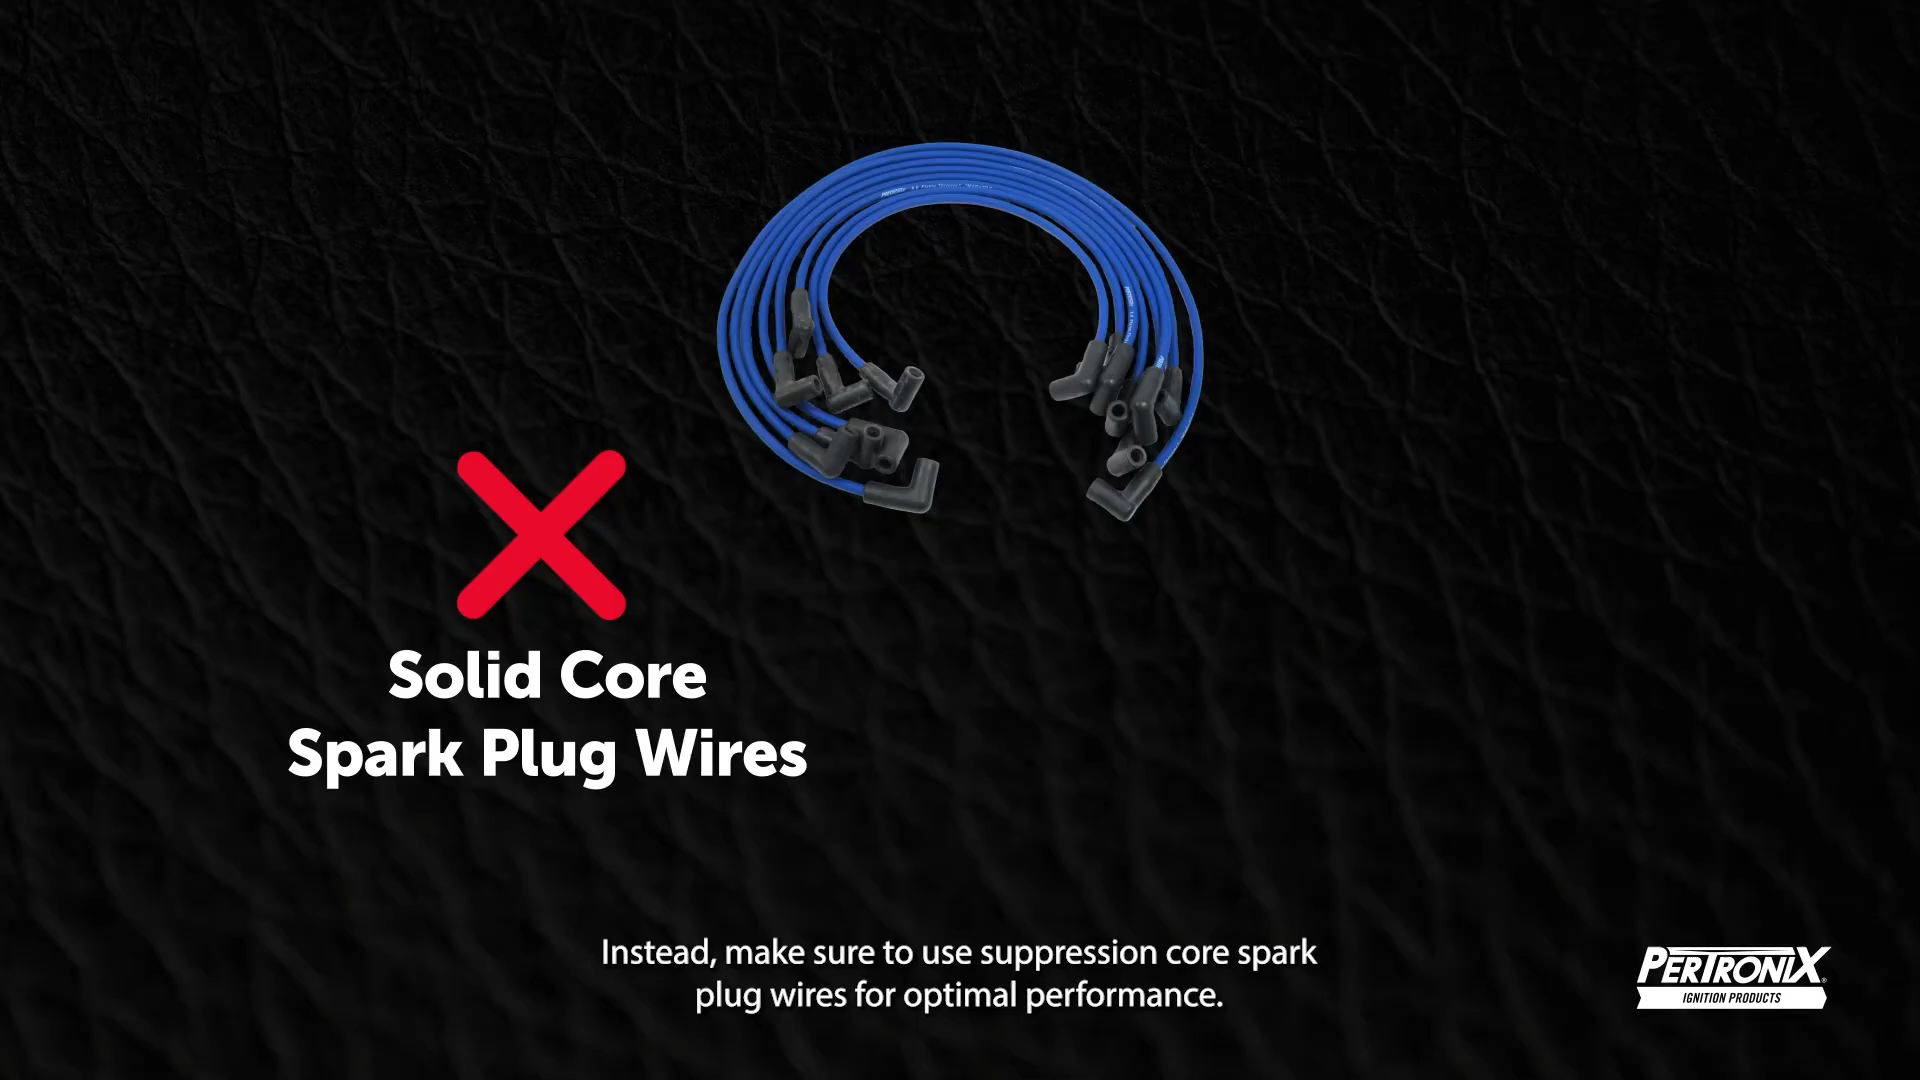 Solid Core
Spark Plug Wires
Instead, make sure to use suppression core spark
plug wires for optimal performance.
PERTRONIX®
IGNITION PRODUCTS